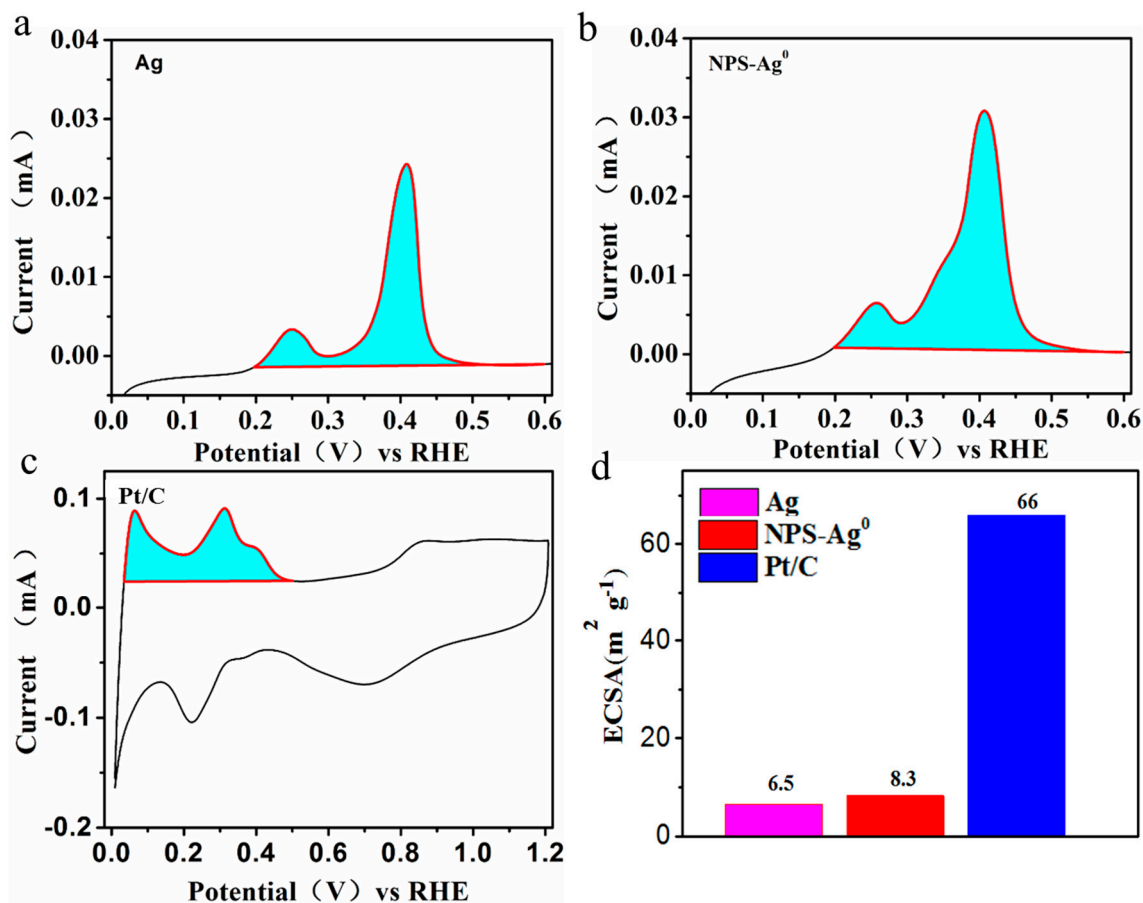 a
Ag
Current (mA)
0.04
0.03
0.02
0.01
0.00
0.0 0.1 0.2 0.3 0.4 0.5 0.6
Potential（V）vs RHE
b
NPS-Ag⁰
Current (mA)
0.04
0.03
0.02
0.01
0.00
0.0 0.1 0.2 0.3 0.4 0.5 0.6
Potential（V）vs RHE
c
Pt/C
Current (mA)
0.1
0.0
-0.1
-0.2
0.0 0.2 0.4 0.6 0.8 1.0 1.2
Potential（V）vs RHE
d
Ag
NPS-Ag⁰
Pt/C
ECSA(m² g⁻¹)
60
40
20
0
6.5
8.3
66